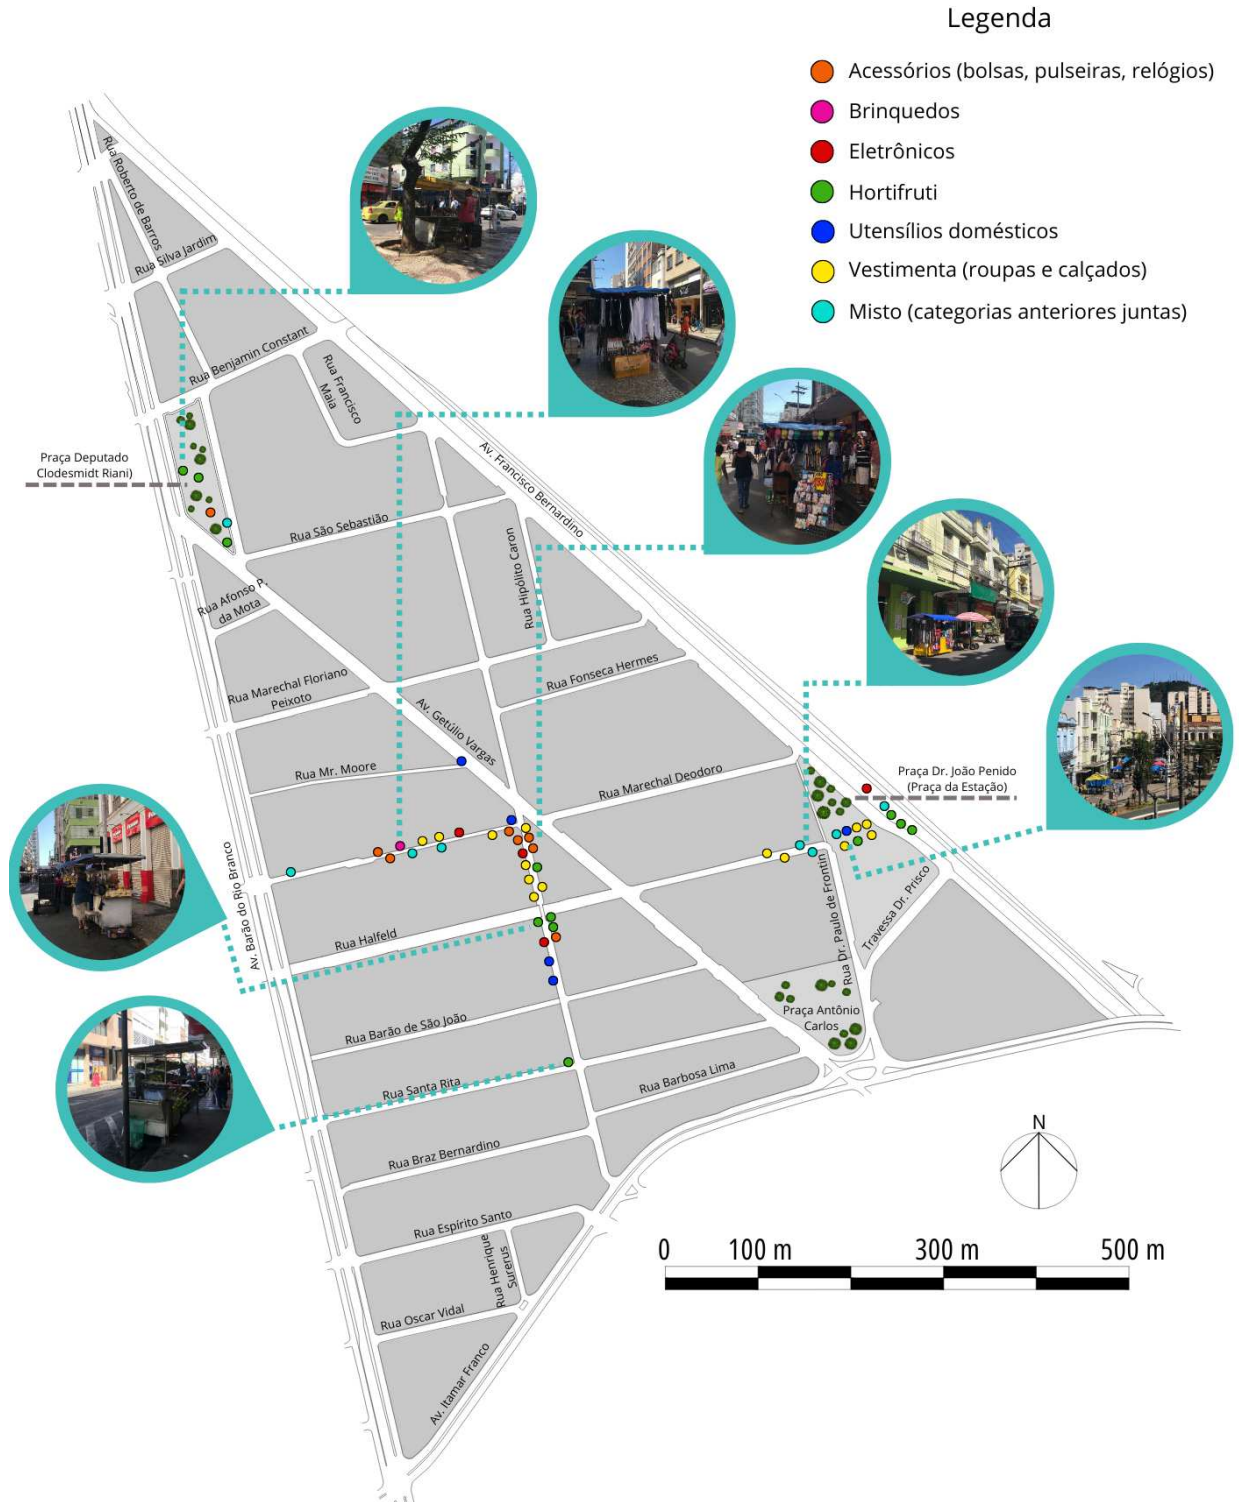 Legenda
Acessórios (bolsas, pulseiras, relógios)
Brinquedos
Eletrônicos
Hortifruti
Utensílios domésticos
Vestimenta (roupas e calçados)
Misto (categorias anteriores juntas)
Rua Roberto de Barros
Rua Silva Jardim
Rua Benjamin Constant
Rua Francisco
Maia
Praça Deputado
Clodesmidt Riani)
Av. Francisco Bernardino
Rua São Sebastião
Rua Hipólito Caron
Rua Afonso P.
da Mota
Rua Marechal Floriano
Peixoto
Rua Fonseca Hermes
Av. Getúlio Vargas
Rua Mr. Moore
Rua Marechal Deodoro
Praça Dr. João Penido
(Praça da Estação)
Av. Barão do Rio Branco
Rua Halfeld
Rua Dr. Paulo de Frontin
Travessa Dr. Prisco
Praça Antônio
Carlos
Rua Barão de São João
Rua Santa Rita
Rua Barbosa Lima
Rua Braz Bernardino
Rua Espírito Santo
Rua Henrique
Surerus
Rua Oscar Vidal
Av. Itamar Franco
N
0 100 m 300 m 500 m